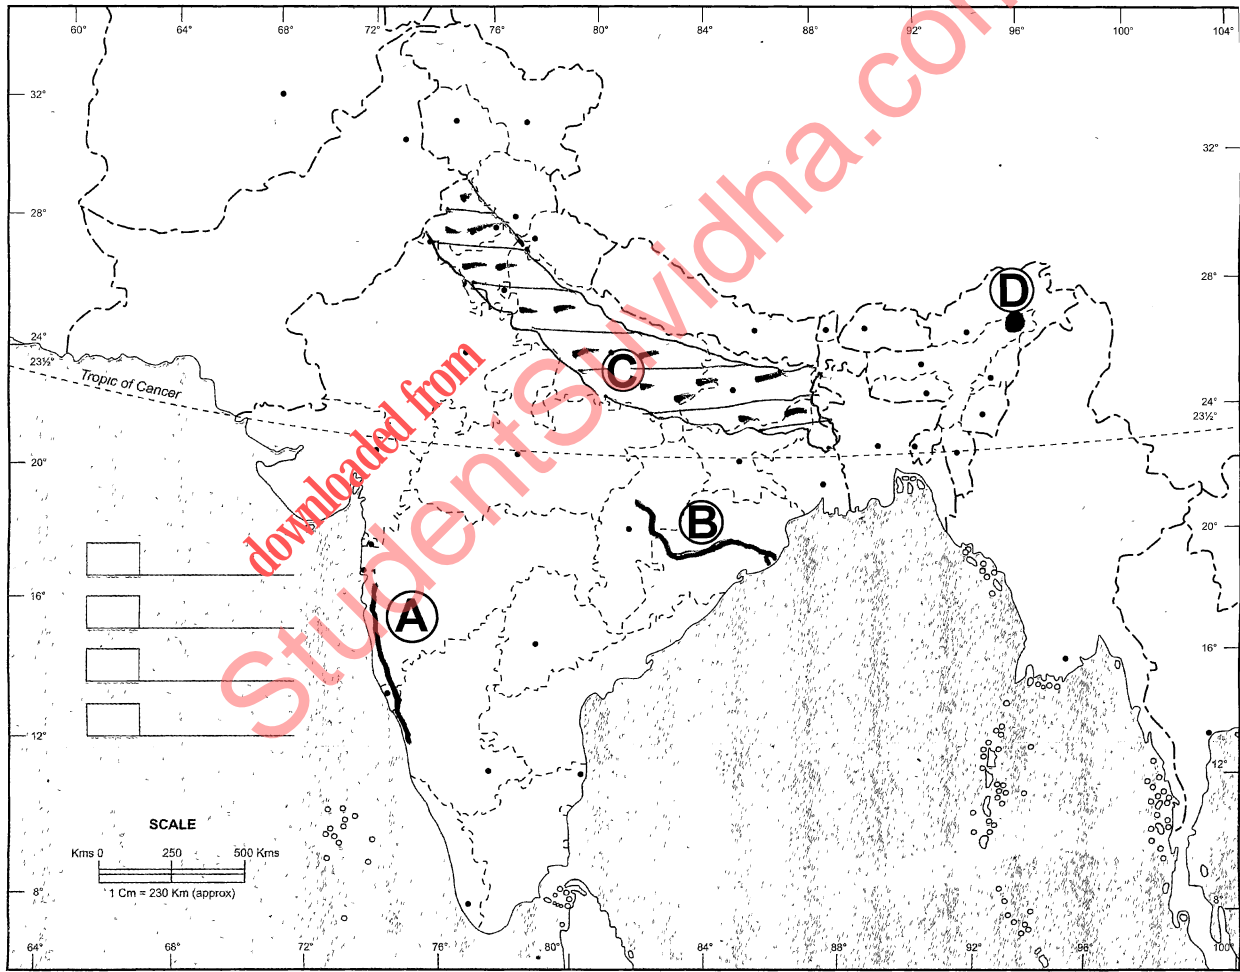 60° 64° 72° 76° 80° 84° 88° 92° 96° 100° 104°
32°
32°
28°
28°
24°
23½°
24°
23½°
20°
20°
16°
16°
12°
12°
8°
8°
Tropic of Cancer
A
B
C
D
downloaded from
StudentSuvidha.com
SCALE
Kms 0 250 500 Kms
1 Cm = 230 Km (approx)
64° 68° 72° 76° 80° 84° 88° 92° 96° 100°